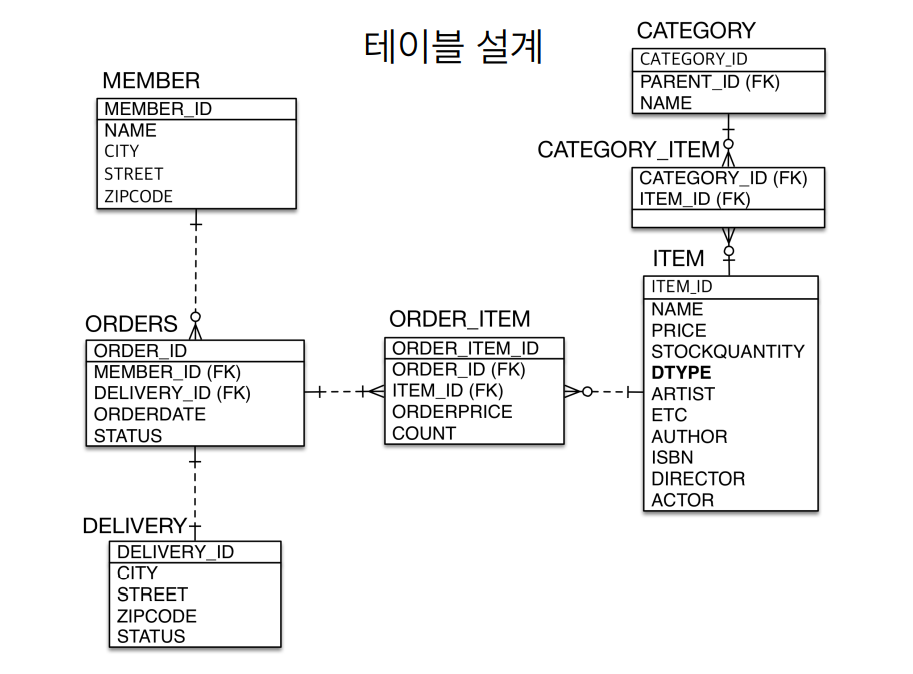 테이블 설계
MEMBER
MEMBER_ID
NAME
CITY
STREET
ZIPCODE
CATEGORY
CATEGORY_ID
PARENT_ID (FK)
NAME
CATEGORY_ITEM
CATEGORY_ID (FK)
ITEM_ID (FK)
ORDERS
ORDER_ID
MEMBER_ID (FK)
DELIVERY_ID (FK)
ORDERDATE
STATUS
ORDER_ITEM
ORDER_ITEM_ID
ORDER_ID (FK)
ITEM_ID (FK)
ORDERPRICE
COUNT
ITEM
ITEM_ID
NAME
PRICE
STOCKQUANTITY
DTYPE
ARTIST
ETC
AUTHOR
ISBN
DIRECTOR
ACTOR
DELIVERY
DELIVERY_ID
CITY
STREET
ZIPCODE
STATUS